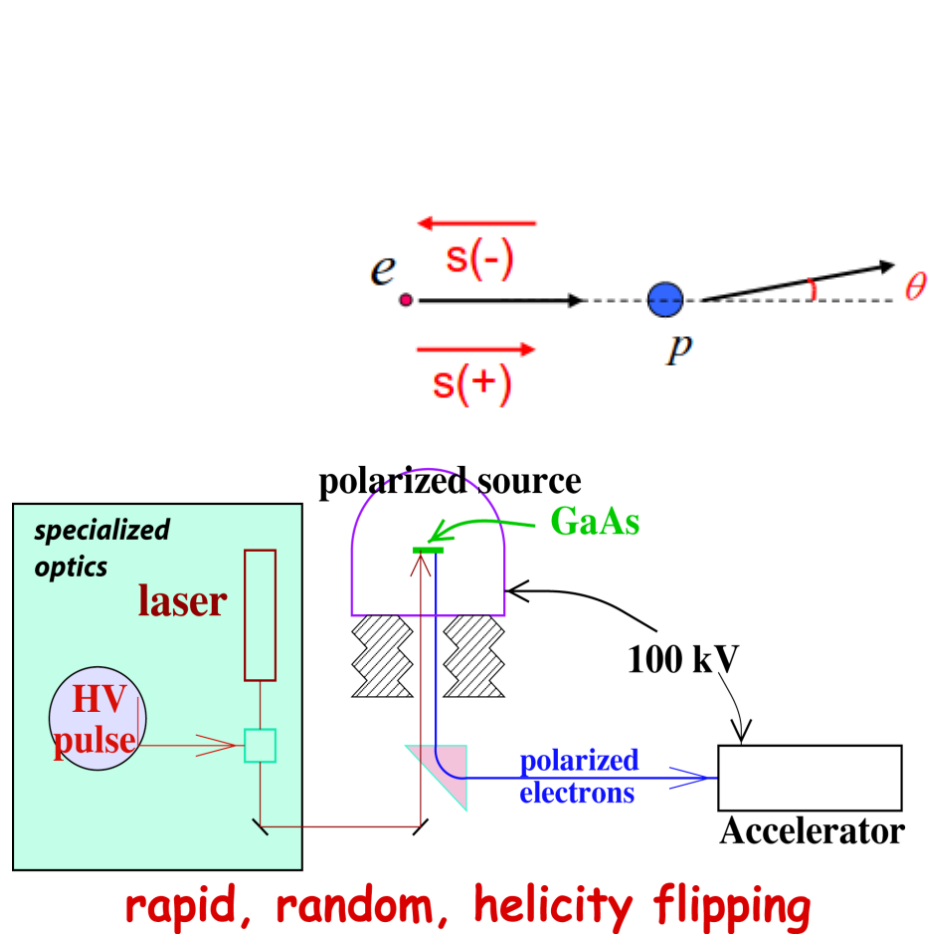 s(-)
e
θ
p
s(+)
polarized source
GaAs
specialized
optics
laser
100 kV
HV
pulse
polarized
electrons
Accelerator
rapid, random, helicity flipping